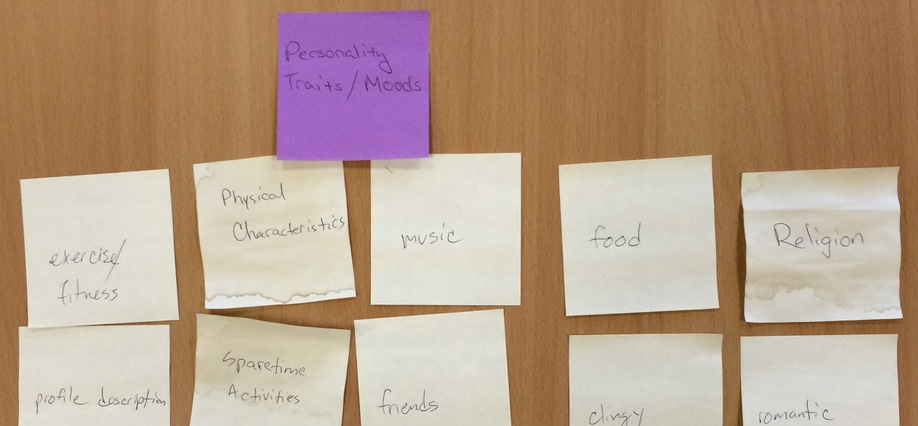 Personality
Traits/Moods
exercise/
fitness
Physical
Characteristics
music
food
Religion
profile description
Sparetime
Activities
friends
clingy
romantic